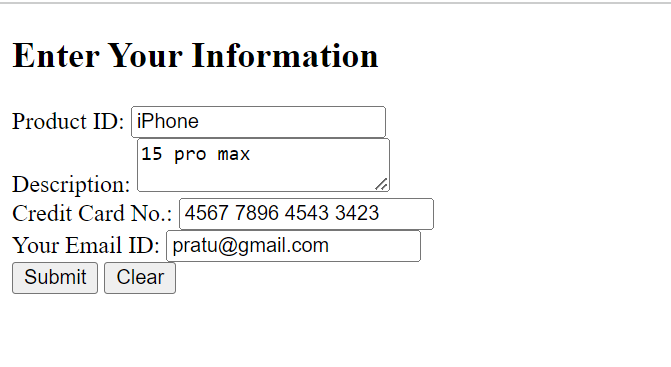 Enter Your Information
Product ID: iPhone
Description: 15 pro max
Credit Card No.: 4567 7896 4543 3423
Your Email ID: pratu@gmail.com
Submit Clear